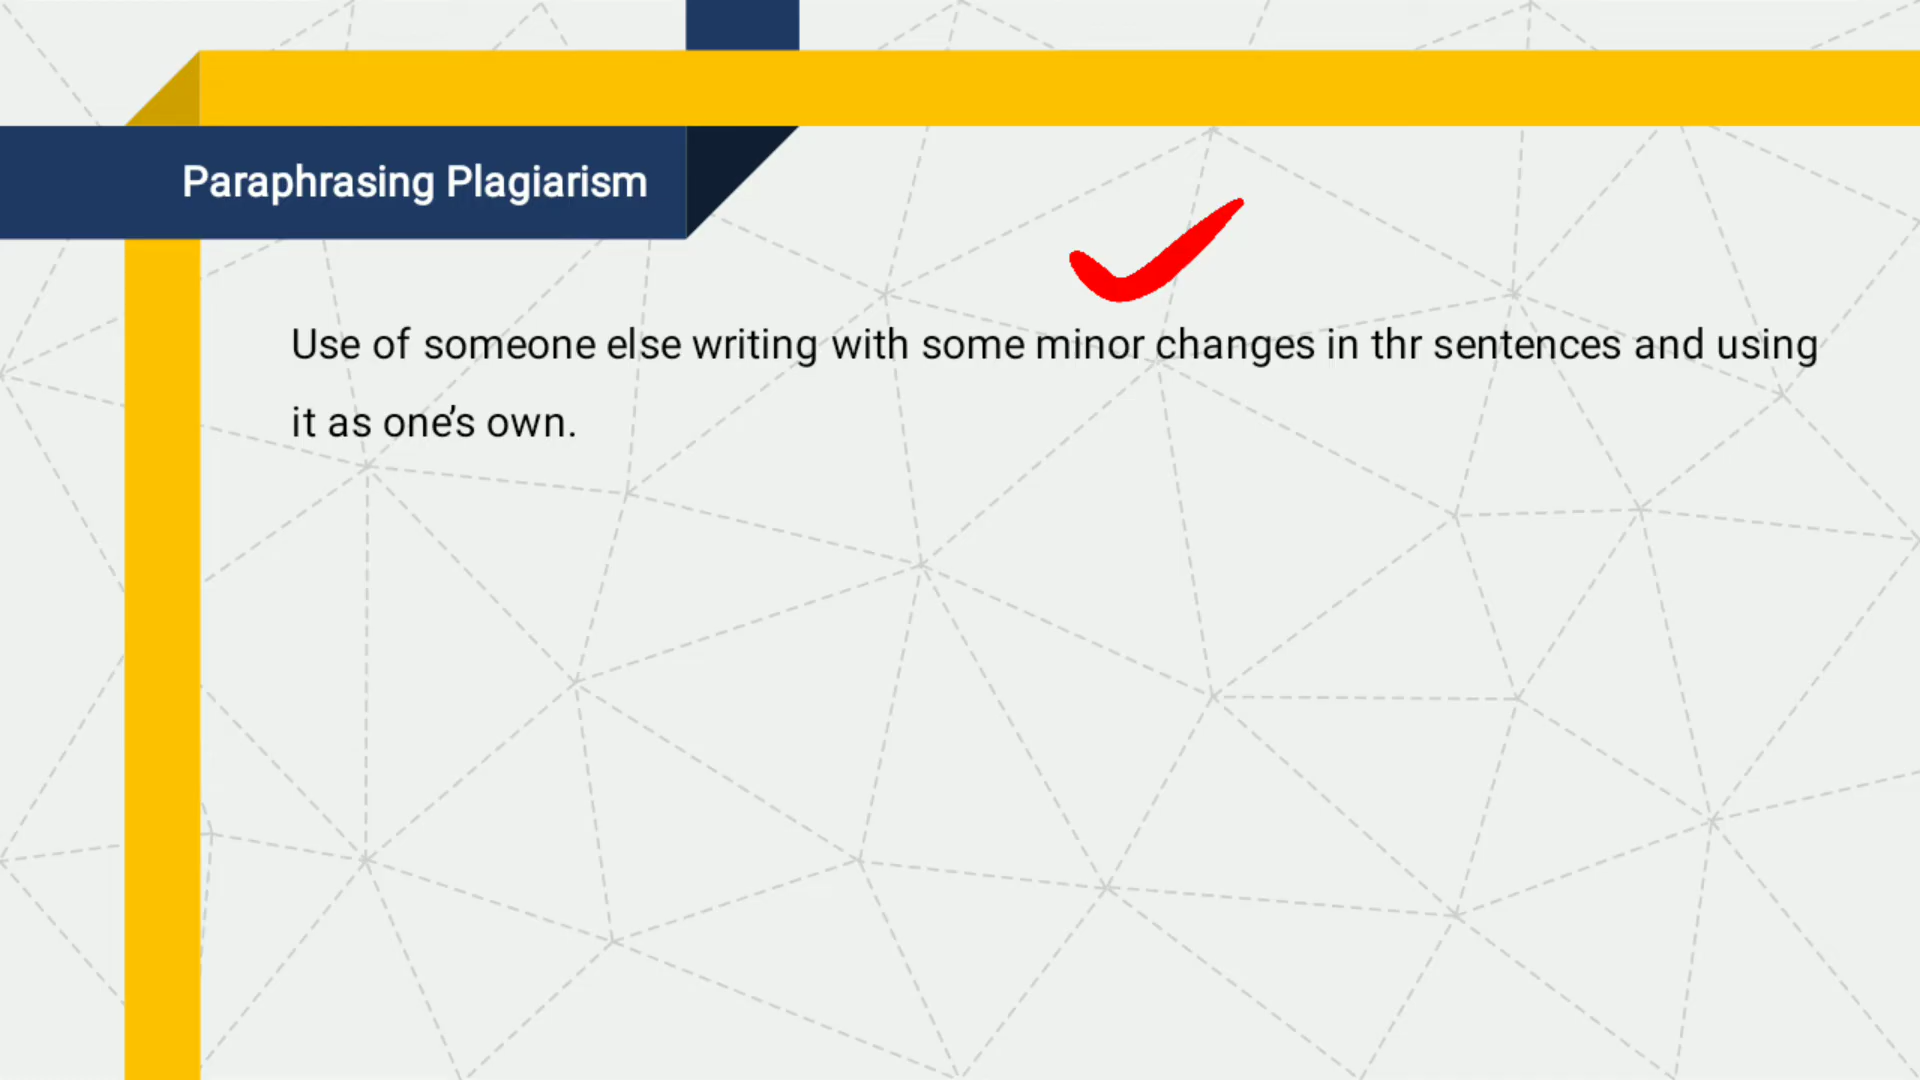 Paraphrasing Plagiarism
Use of someone else writing with some minor changes in thr sentences and using
it as one’s own.